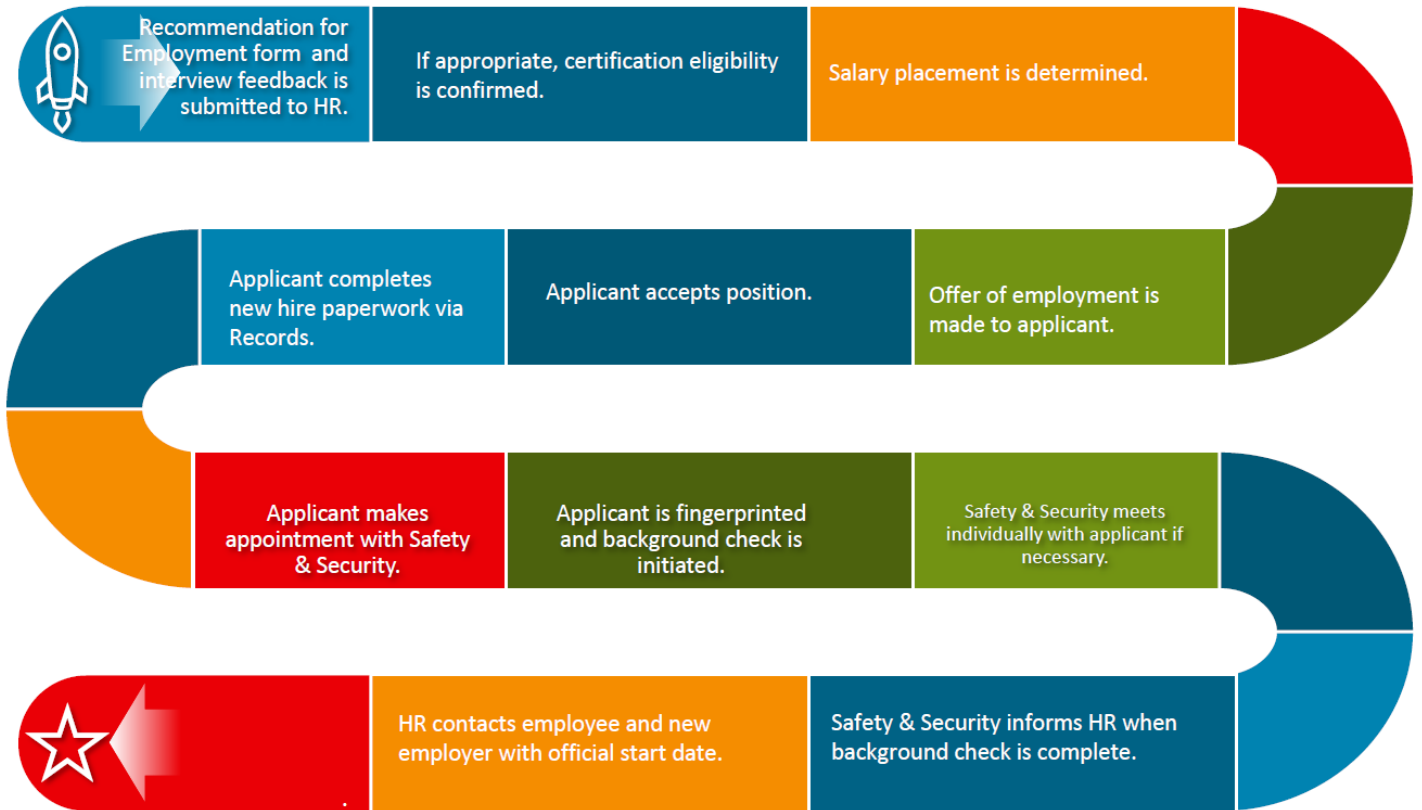 Recommendation for
Employment form and
interview feedback is
submitted to HR.
If appropriate, certification eligibility
is confirmed.
Salary placement is determined.
Offer of employment is
made to applicant.
Applicant accepts position.
Applicant completes
new hire paperwork via
Records.
Applicant makes
appointment with Safety
& Security.
Applicant is fingerprinted
and background check is
initiated.
Safety & Security meets
individually with applicant if
necessary.
Safety & Security informs HR when
background check is complete.
HR contacts employee and new
employer with official start date.
.